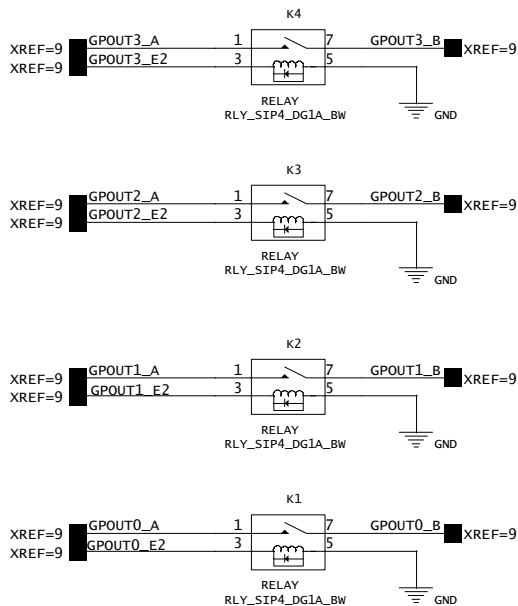 K4
XREF=9 GPOUT3_A 1 7 GPOUT3_B XREF=9
XREF=9 GPOUT3_E2 3 5
RELAY
RLY_SIP4_DG1A_BW
GND
K3
XREF=9 GPOUT2_A 1 7 GPOUT2_B XREF=9
XREF=9 GPOUT2_E2 3 5
RELAY
RLY_SIP4_DG1A_BW
GND
K2
XREF=9 GPOUT1_A 1 7 GPOUT1_B XREF=9
XREF=9 GPOUT1_E2 3 5
RELAY
RLY_SIP4_DG1A_BW
GND
K1
XREF=9 GPOUT0_A 1 7 GPOUT0_B XREF=9
XREF=9 GPOUT0_E2 3 5
RELAY
RLY_SIP4_DG1A_BW
GND